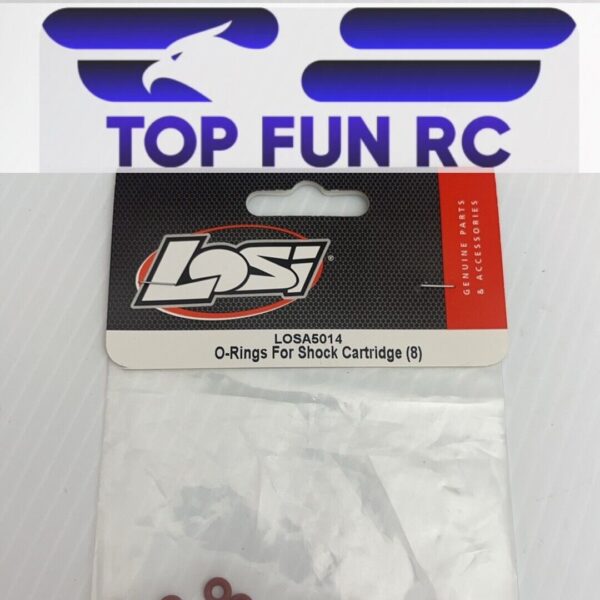 TOP FUN RC
LOSI
®
GENUINE PARTS
& ACCESSORIES
LOSA5014
O-Rings For Shock Cartridge (8)